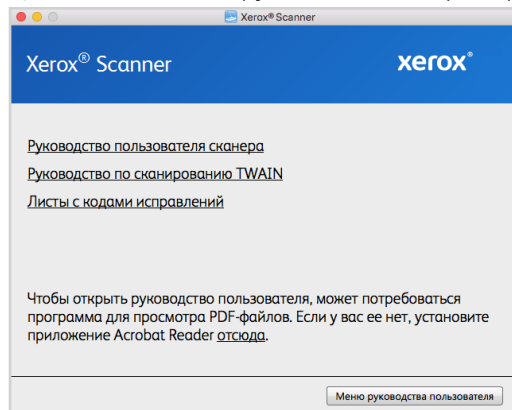 Xerox® Scanner
Xerox® Scanner
xerox®
Руководство пользователя сканера
Руководство по сканированию TWAIN
Листы с кодами исправлений
Чтобы открыть руководство пользователя, может потребоваться
программа для просмотра PDF-файлов. Если у вас ее нет, установите
приложение Acrobat Reader отсюда.
Меню руководства пользователя